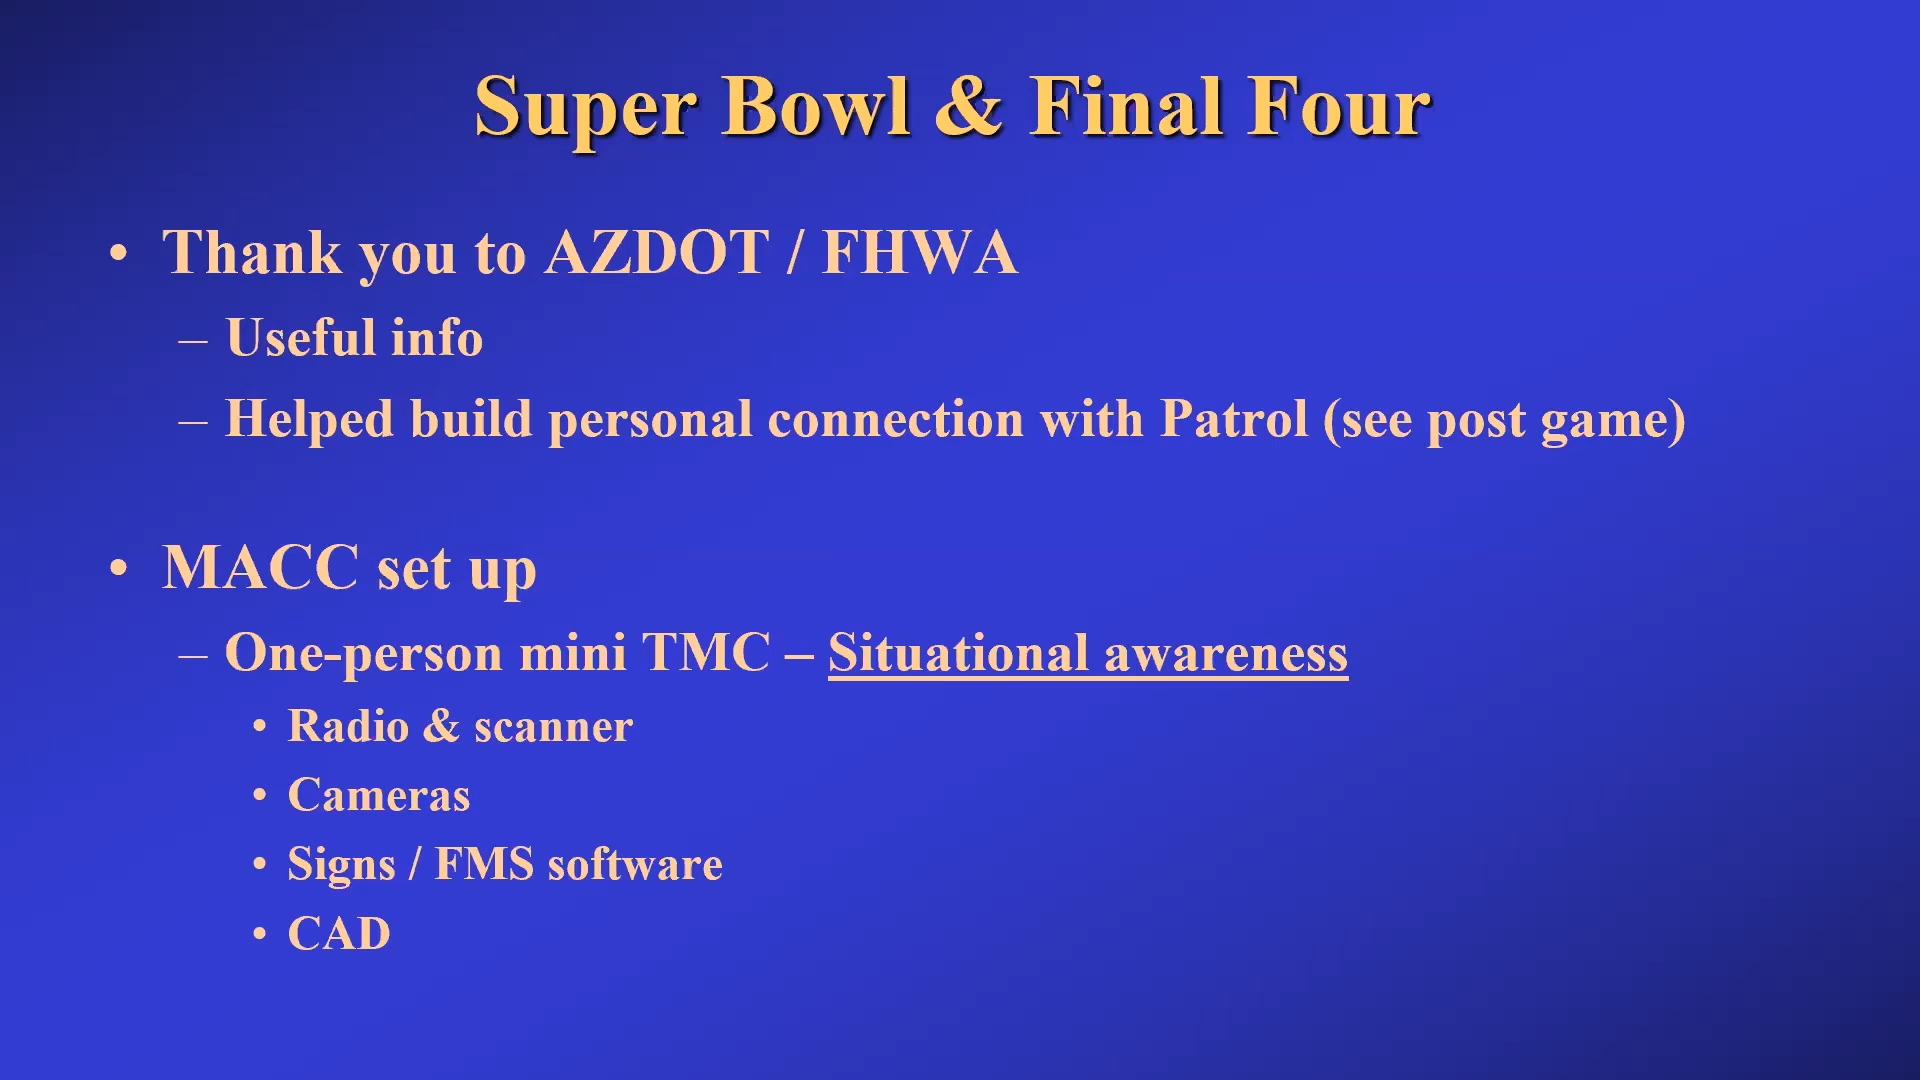 Super Bowl & Final Four
• Thank you to AZDOT / FHWA
– Useful info
– Helped build personal connection with Patrol (see post game)
• MACC set up
– One-person mini TMC – Situational awareness
• Radio & scanner
• Cameras
• Signs / FMS software
• CAD